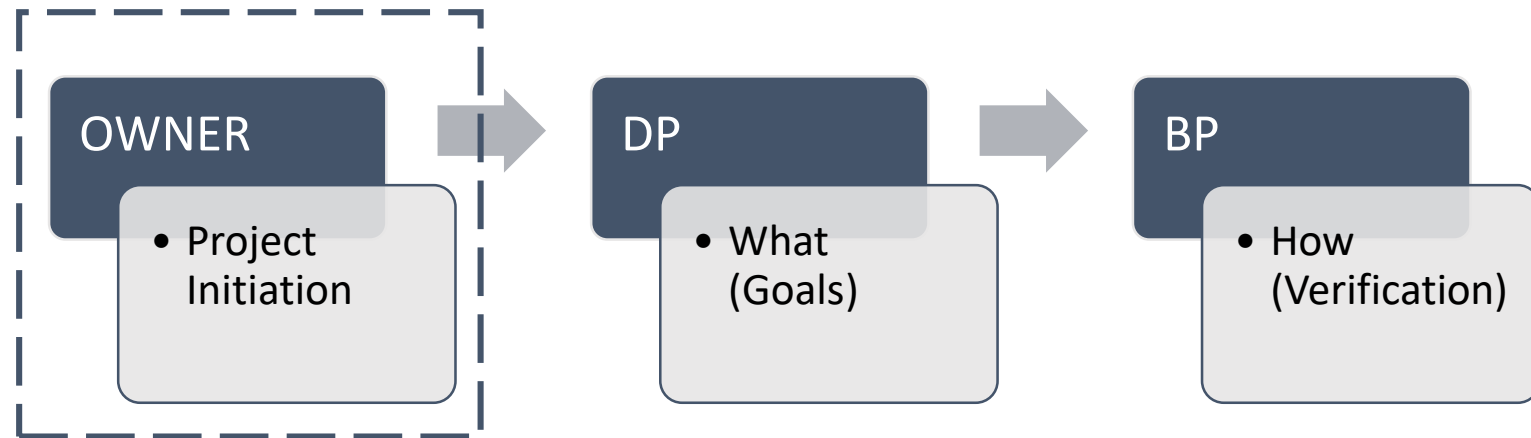 OWNER
• Project
Initiation
DP
• What
(Goals)
BP
• How
(Verification)